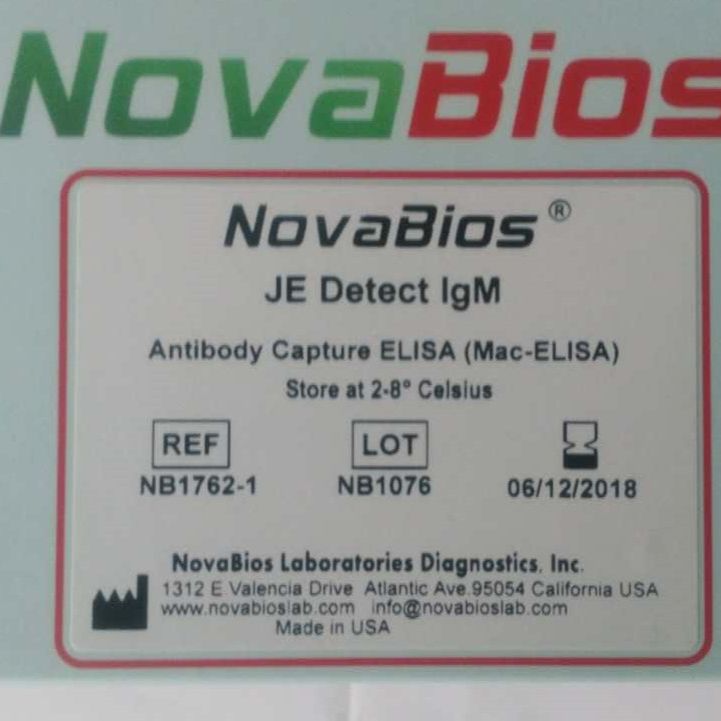 NovaBios
NovaBios®
JE Detect IgM
Antibody Capture ELISA (Mac-ELISA)
Store at 2-8° Celsius
REF LOT
NB1762-1 NB1076 06/12/2018
NovaBios Laboratories Diagnostics, Inc.
1312 E.Valencia Drive Atlantic Ave.95054 California USA
www.novabioslab.com info@novabioslab.com
Made in USA